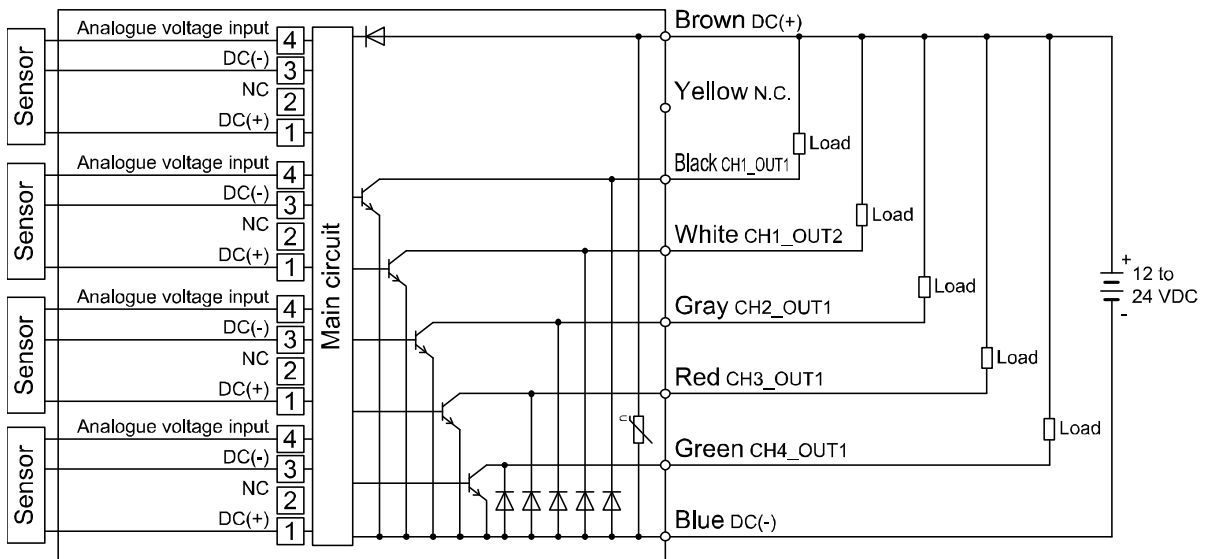 Sensor
Analogue voltage input 4
DC(-) 3
NC 2
DC(+) 1
Sensor
Analogue voltage input 4
DC(-) 3
NC 2
DC(+) 1
Sensor
Analogue voltage input 4
DC(-) 3
NC 2
DC(+) 1
Sensor
Analogue voltage input 4
DC(-) 3
NC 2
DC(+) 1
Main circuit
Brown DC(+)
Yellow N.C.
Load
Black CH1_OUT1
Load
White CH1_OUT2
Load
Gray CH2_OUT1
Load
Red CH3_OUT1
Load
Green CH4_OUT1
Blue DC(-)
+
12 to
24 VDC
-